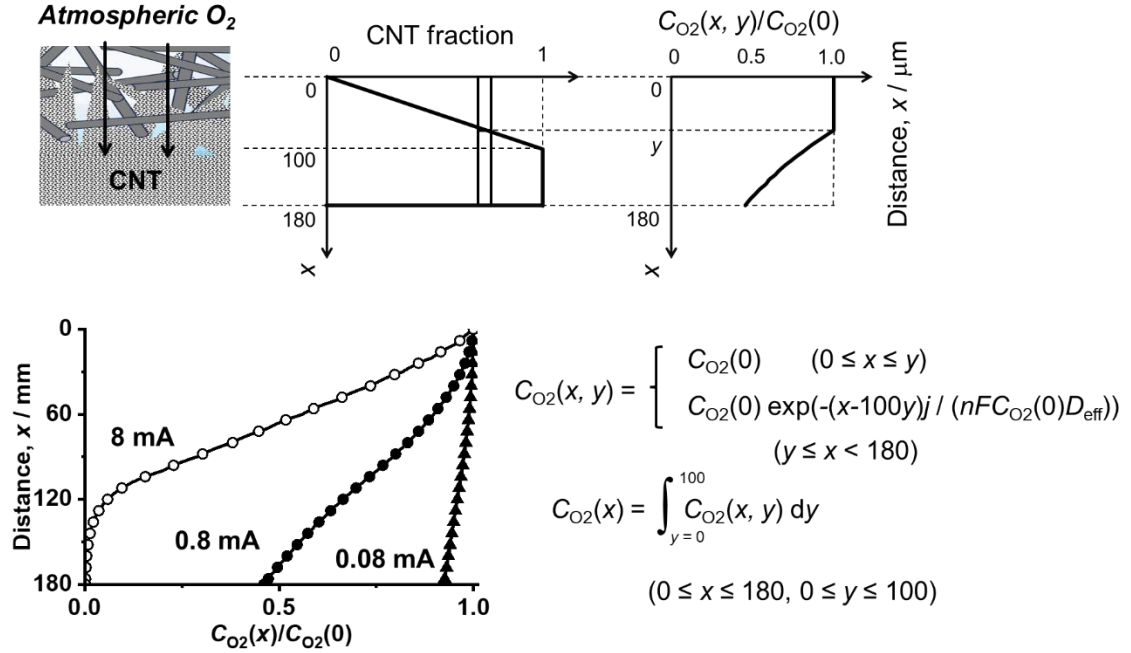 Atmospheric O2
CNT
CNT fraction
0
1
0
100
180
x
CO2(x, y)/CO2(0)
0
0.5
1.0
0
y
180
x
Distance, x / μm
0
60
120
180
Distance, x / mm
8 mA
0.8 mA
0.08 mA
0.0
0.5
1.0
CO2(x)/CO2(0)
CO2(x, y) =
CO2(0) (0 ≤ x ≤ y)
CO2(0) exp(-(x-100y)j / (nFCO2(0)Deff))
(y ≤ x < 180)
CO2(x) = ∫ y = 0 100 CO2(x, y) dy
(0 ≤ x ≤ 180, 0 ≤ y ≤ 100)